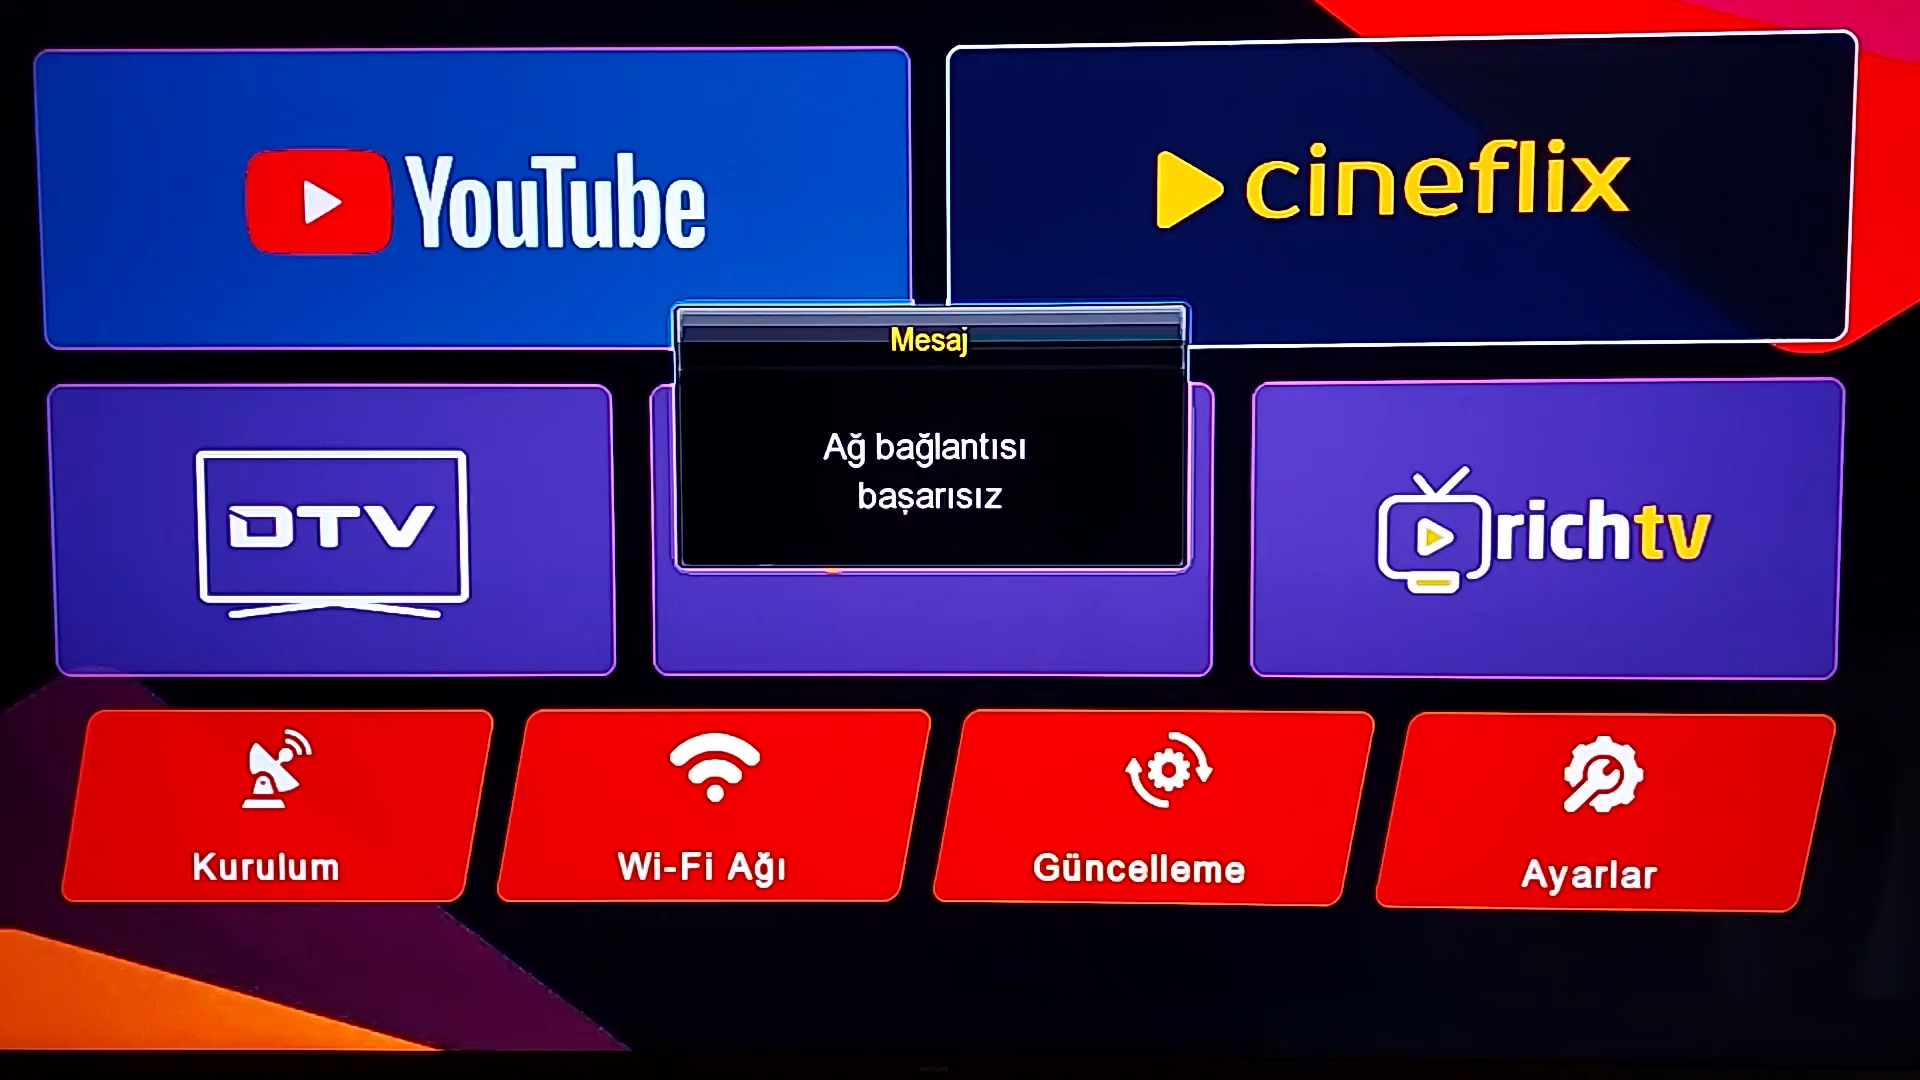 YouTube
cineflix
Mesaj
Ağ bağlantısı
başarısız
DTV
richtv
Kurulum
Wi-Fi Ağı
Güncelleme
Ayarlar